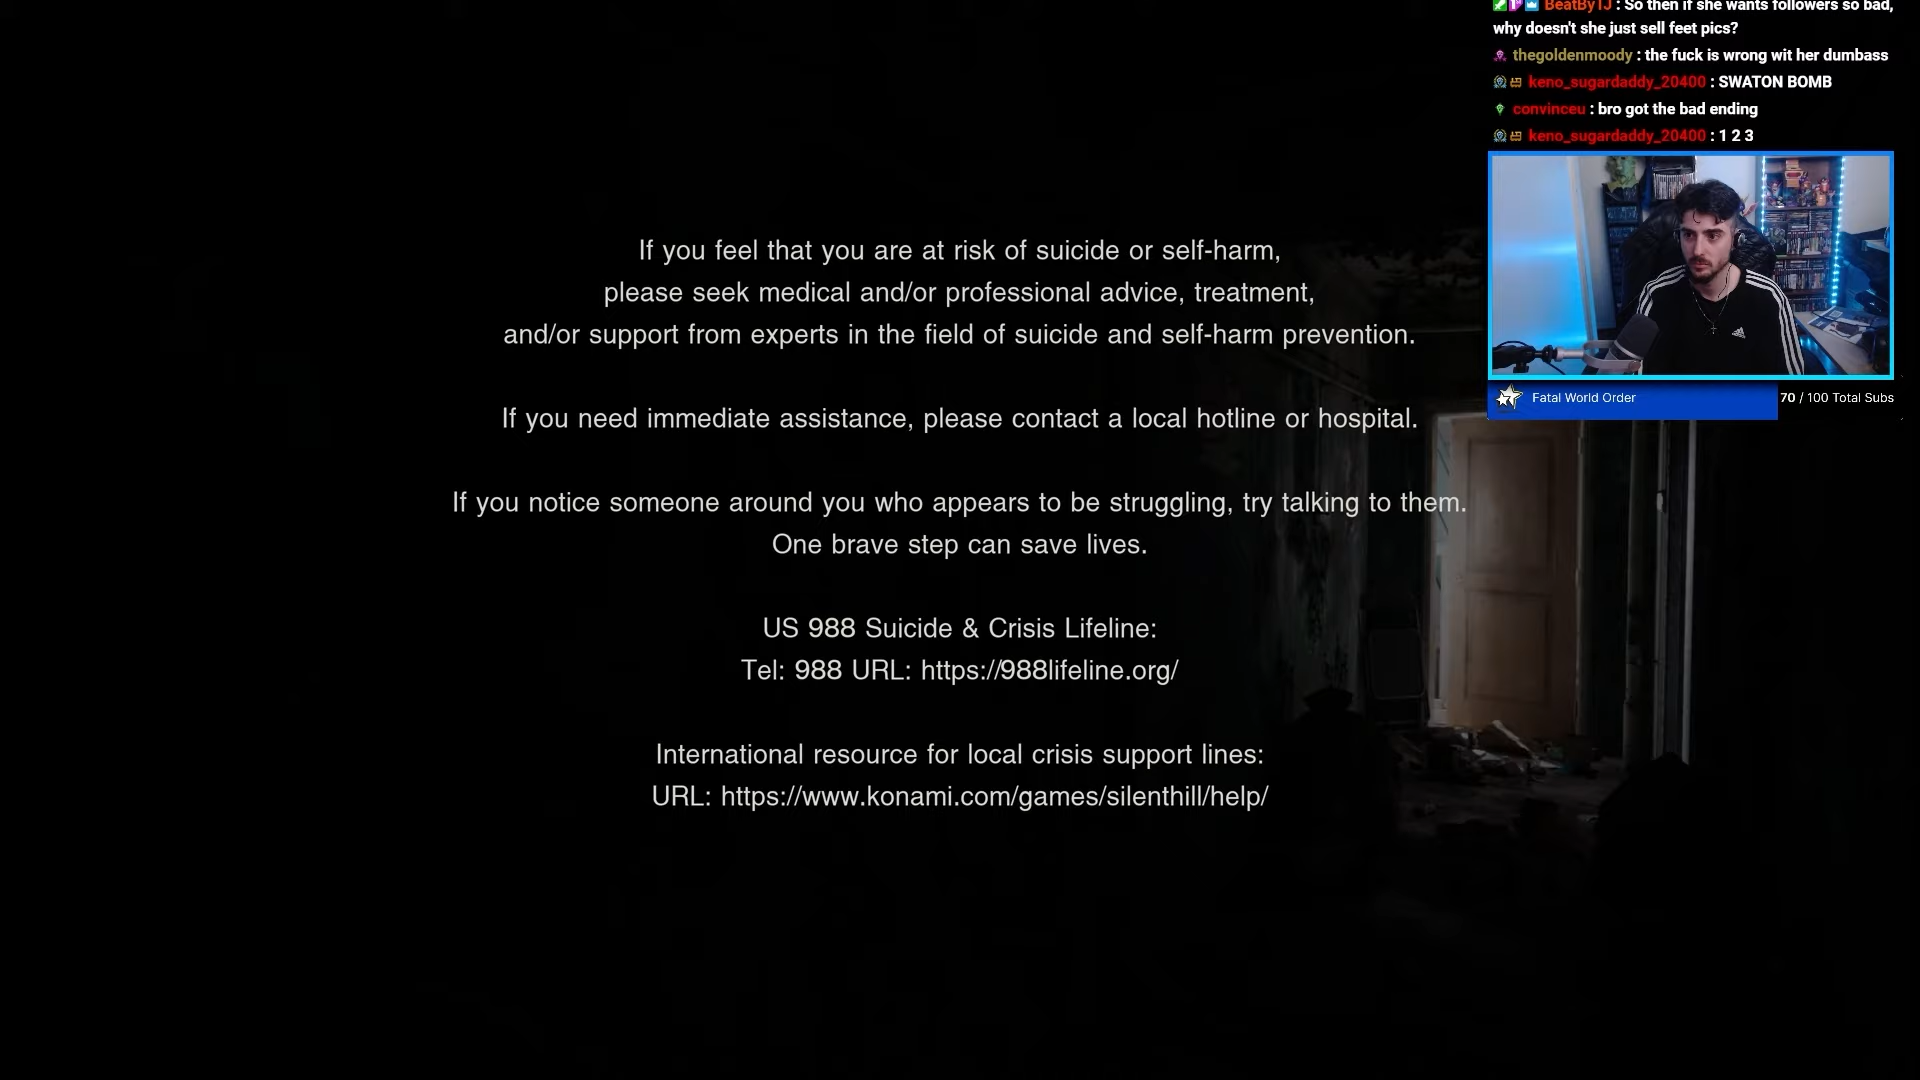 BeatByTJ : So then if she wants followers so bad,
why doesn't she just sell feet pics?
thegoldenmoody : the fuck is wrong wit her dumbass
keno_sugardaddy_20400 : SWATON BOMB
convinceu : bro got the bad ending
keno_sugardaddy_20400 : 1 2 3
Fatal World Order
70 / 100 Total Subs
If you feel that you are at risk of suicide or self-harm,
please seek medical and/or professional advice, treatment,
and/or support from experts in the field of suicide and self-harm prevention.
If you need immediate assistance, please contact a local hotline or hospital.
If you notice someone around you who appears to be struggling, try talking to them.
One brave step can save lives.
US 988 Suicide & Crisis Lifeline:
Tel: 988 URL: https://988lifeline.org/
International resource for local crisis support lines:
URL: https://www.konami.com/games/silenthill/help/